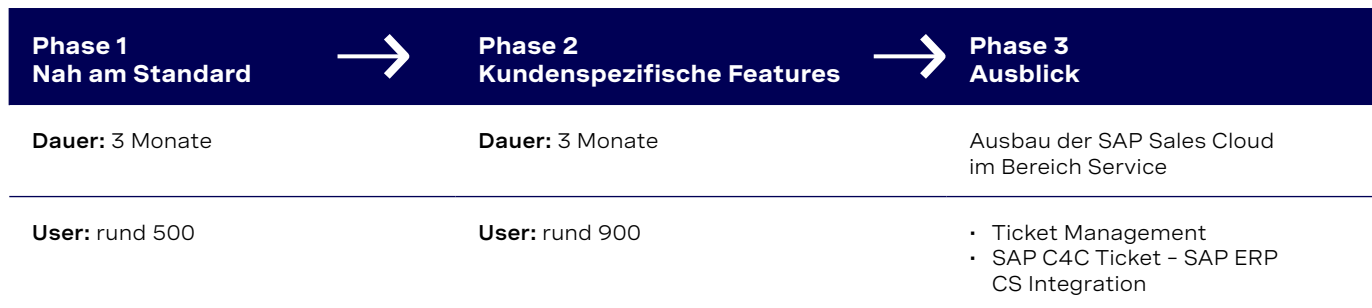 Phase 1
Nah am Standard
Phase 2
Kundenspezifische Features
Phase 3
Ausblick
Dauer: 3 Monate
Dauer: 3 Monate
Ausbau der SAP Sales Cloud
im Bereich Service
User: rund 500
User: rund 900
• Ticket Management
• SAP C4C Ticket – SAP ERP
CS Integration